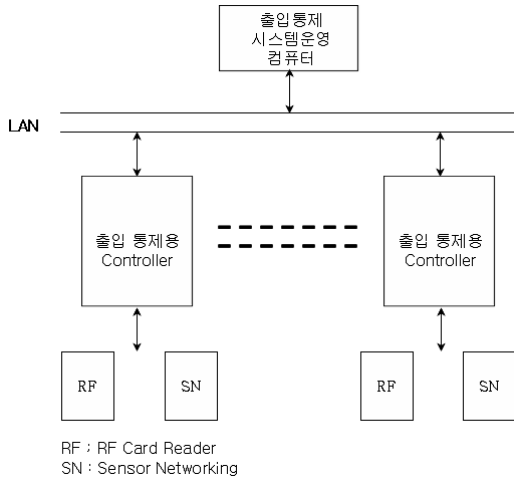 출입통제
시스템운영
컴퓨터
LAN
출입 통제용
Controller
출입 통제용
Controller
RF
SN
RF
SN
RF ; RF Card Reader
SN : Sensor Networking